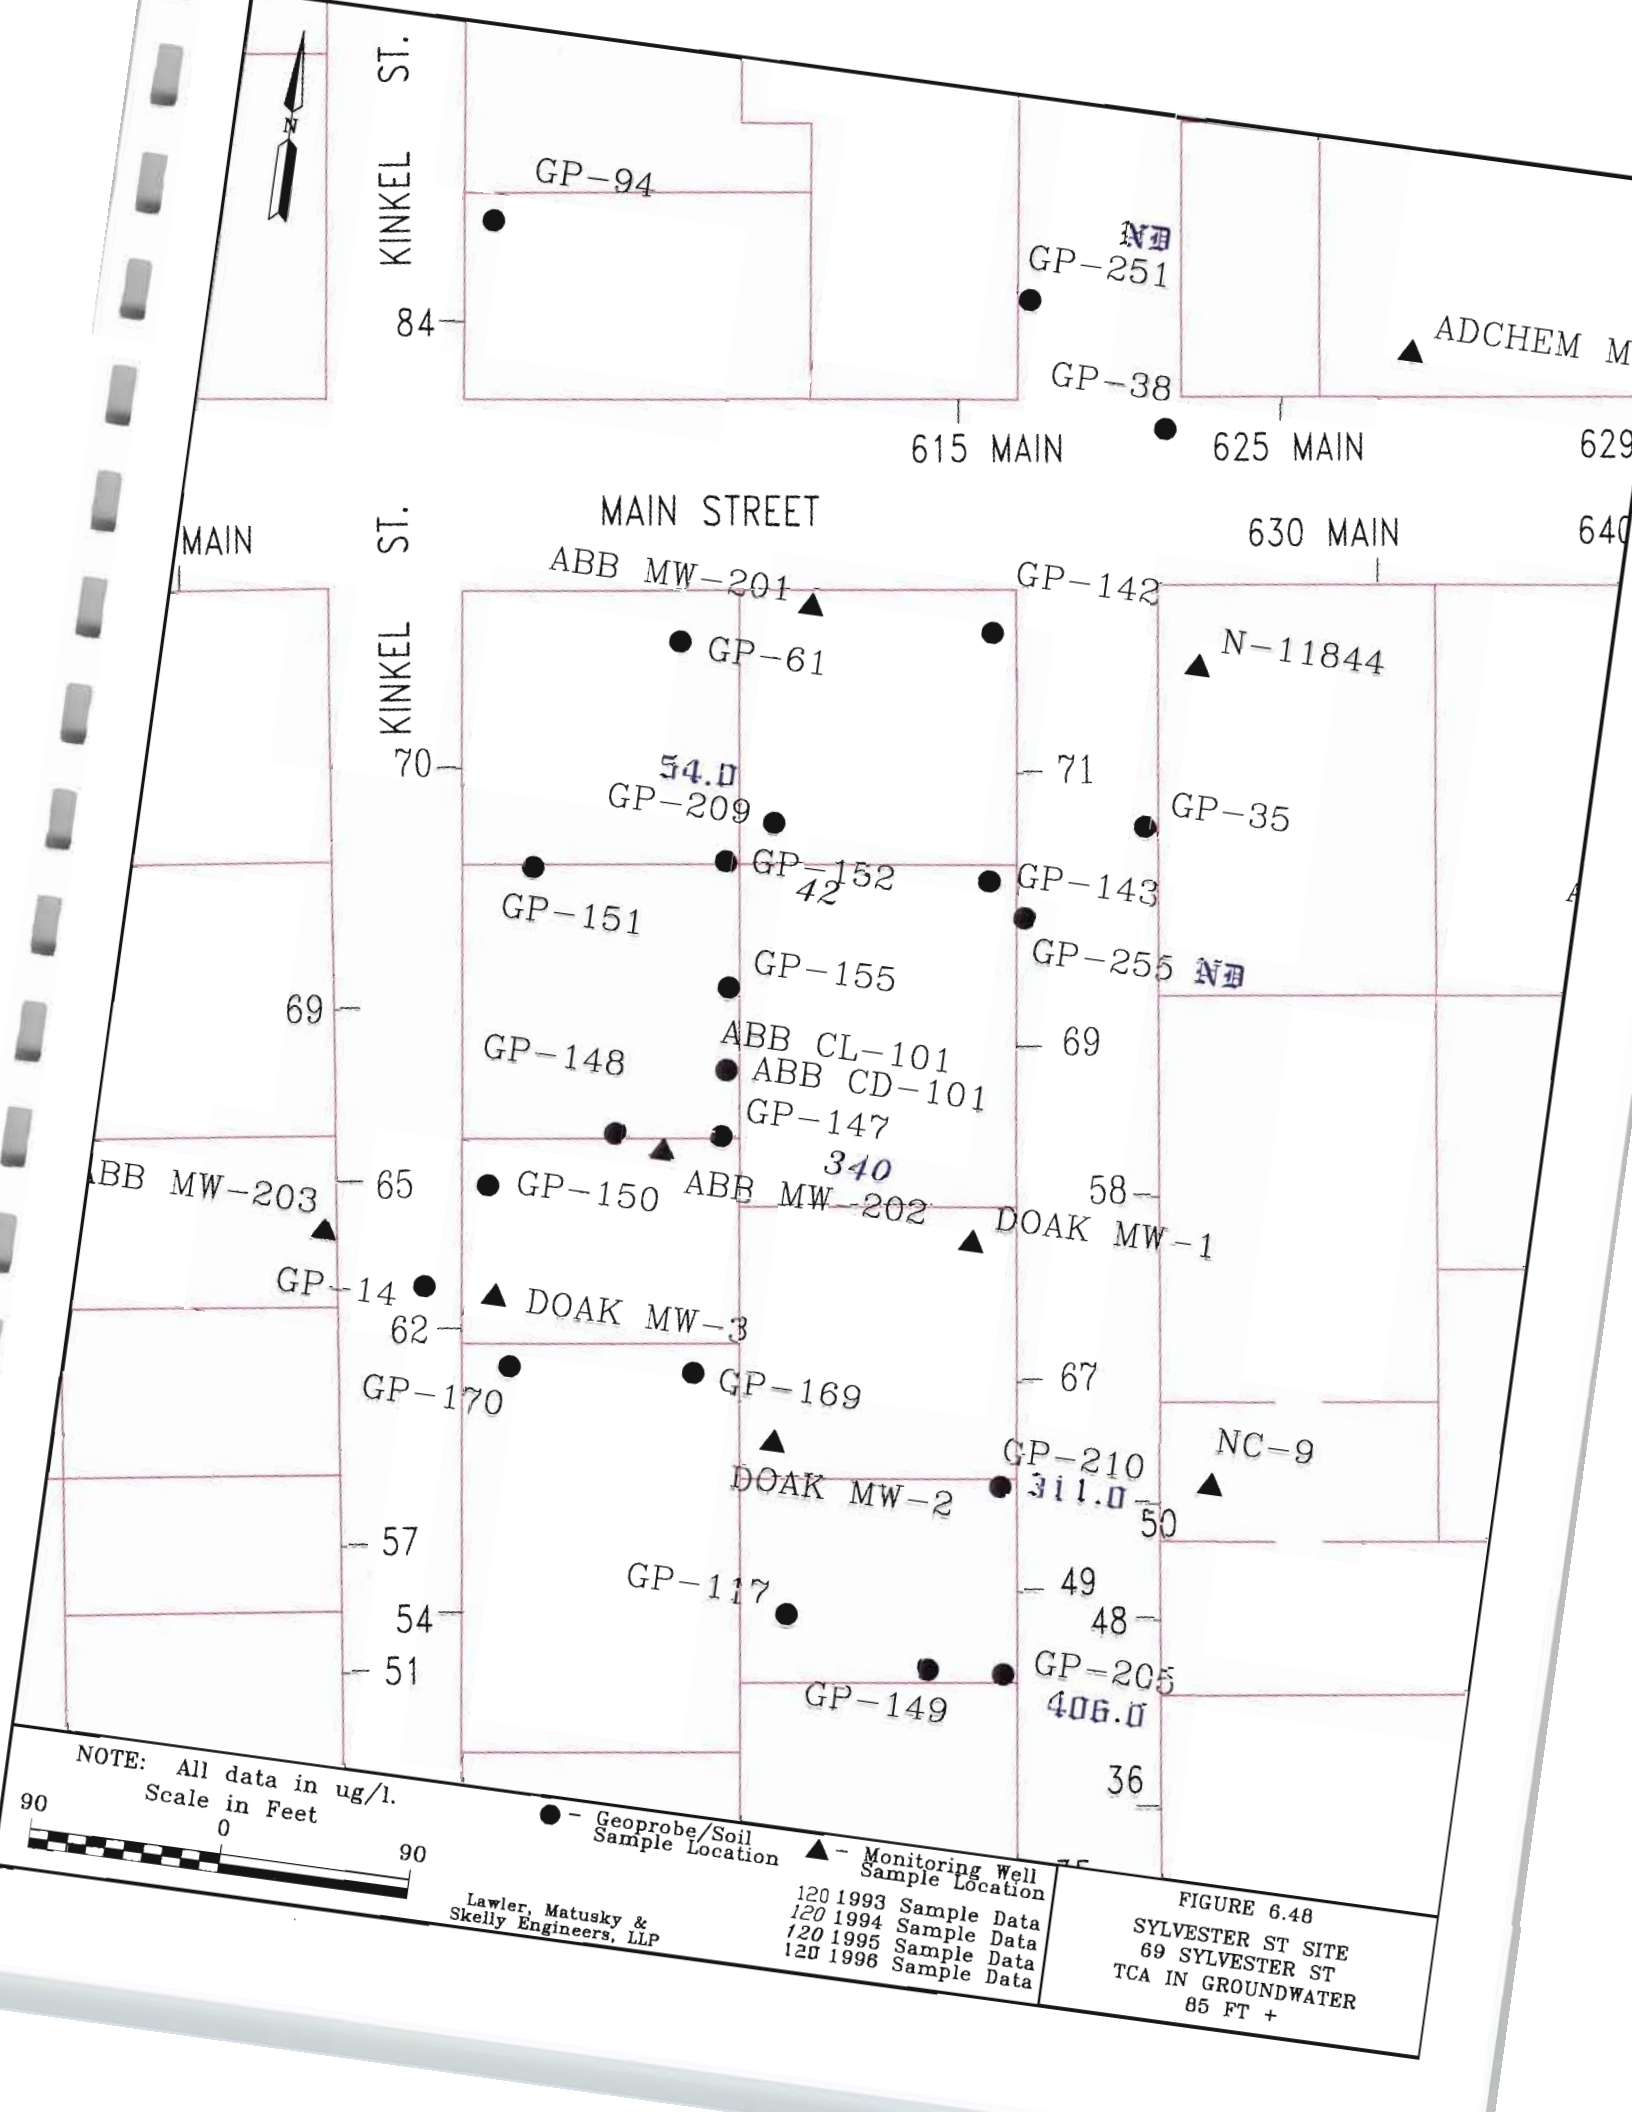 KINKEL ST.
N
GP-94
ND
GP-251
84
ADCHEM M
GP-38
615 MAIN
625 MAIN
629
MAIN STREET
KINKEL ST.
MAIN
630 MAIN
640
ABB MW-201
GP-142
GP-61
N-11844
70
54.0
71
GP-209
GP-35
GP-152
42
GP-143
GP-151
GP-255 ND
GP-155
69
ABB CL-101
69
GP-148
ABB CD-101
GP-147
340
BB MW-203
65
GP-150
ABB MW-202
58
DOAK MW-1
GP-14
DOAK MW-3
62
GP-170
GP-169
67
GP-210
NC-9
DOAK MW-2
311.0
50
57
GP-117
49
54
48
51
GP-205
GP-149
406.0
36
NOTE: All data in ug/l.
Scale in Feet
90
0
90
- Geoprobe/Soil
Sample Location
- Monitoring Well
Sample Location
Lawler, Matusky &
Skelly Engineers, LLP
120 1993 Sample Data
120 1994 Sample Data
120 1995 Sample Data
120 1996 Sample Data
FIGURE 6.48
SYLVESTER ST SITE
69 SYLVESTER ST
TCA IN GROUNDWATER
85 FT +